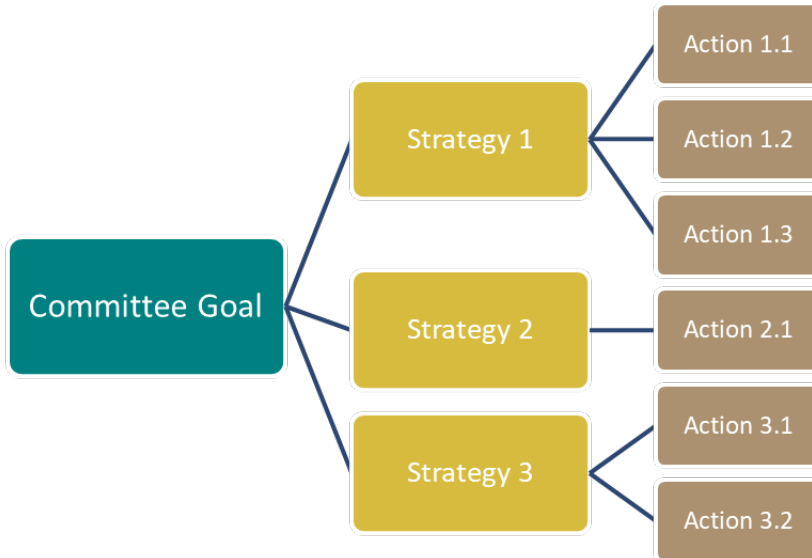 Committee Goal
Strategy 1
Action 1.1
Action 1.2
Action 1.3
Strategy 2
Action 2.1
Strategy 3
Action 3.1
Action 3.2